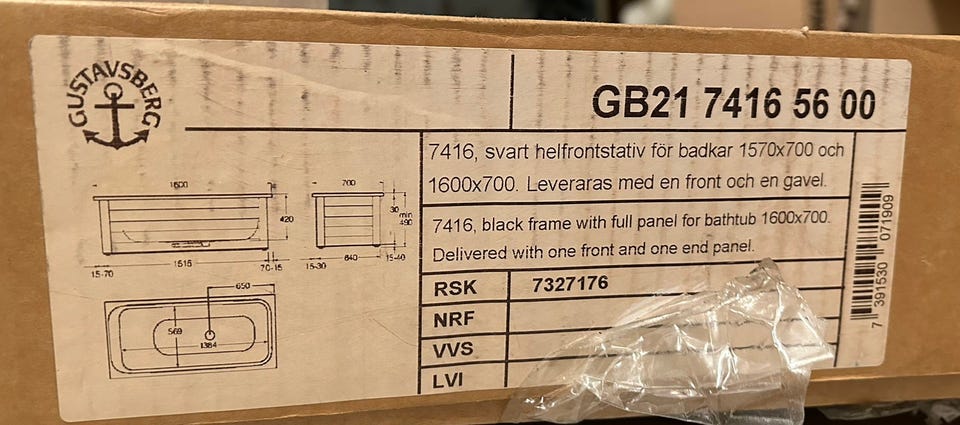 GUSTAVSBERG
GB21 7416 56 00
7416, svart helfrontstativ för badkar 1570x700 och
1600x700. Leveraras med en front och en gavel.
7416, black frame with full panel for bathtub 1600x700.
Delivered with one front and one end panel.
RSK 7327176
NRF
VVS
LVI
1600
420
15-70
1515
70-15
700
30
min
490
15-30
640
15-40
650
569
1384
7 391530 071909